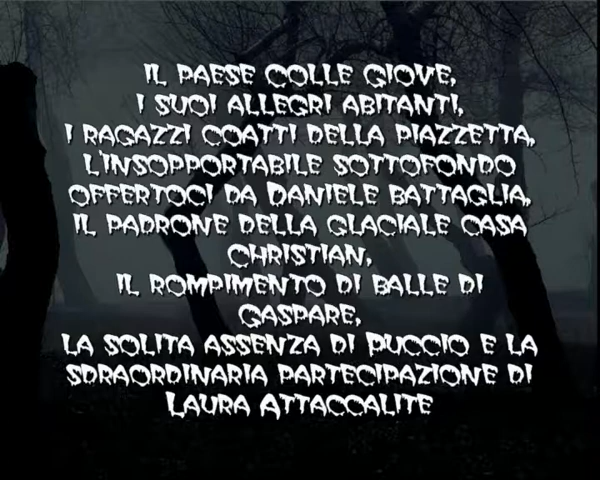 IL PAESE COLLE GIOVE,
I SUOI ALLEGRI ABITANTI,
I RAGAZZI COATTI DELLA PIAZZETTA,
L'INSOPPORTABILE SOTTOFONDO
OFFERTOCI DA DANIELE BATTAGLIA,
IL PADRONE DELLA GLACIALE CASA
CHRISTIAN,
IL ROMPIMENTO DI BALLE DI
GASPARE,
LA SOLITA ASSENZA DI PUCCIO E LA
SDRAORDINARIA PARTECIPAZIONE DI
LAURA ATTACCALITE